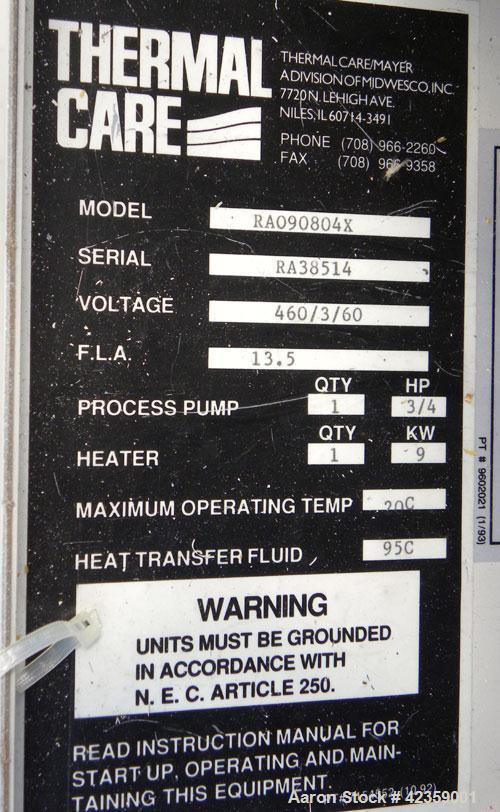 THERMAL
CARE
THERMAL CARE/MAYER
A DIVISION OF MIDWESCO, INC.
7720 N. LEHIGH AVE.
NILES, IL 60714-3491
PHONE (708) 966-2260
FAX (708) 966-9358
MODEL RA090804X
SERIAL RA38514
VOLTAGE 460/3/60
F.L.A. 13.5
QTY HP
PROCESS PUMP 1 3/4
QTY KW
HEATER 1 9
MAXIMUM OPERATING TEMP
HEAT TRANSFER FLUID 95C
WARNING
UNITS MUST BE GROUNDED
IN ACCORDANCE WITH
N. E. C. ARTICLE 250.
READ INSTRUCTION MANUAL FOR
START UP, OPERATING AND MAIN-
TAINING THIS EQUIPMENT.
PT # 9602021 (1/93)
Aaron Stock # 42359001